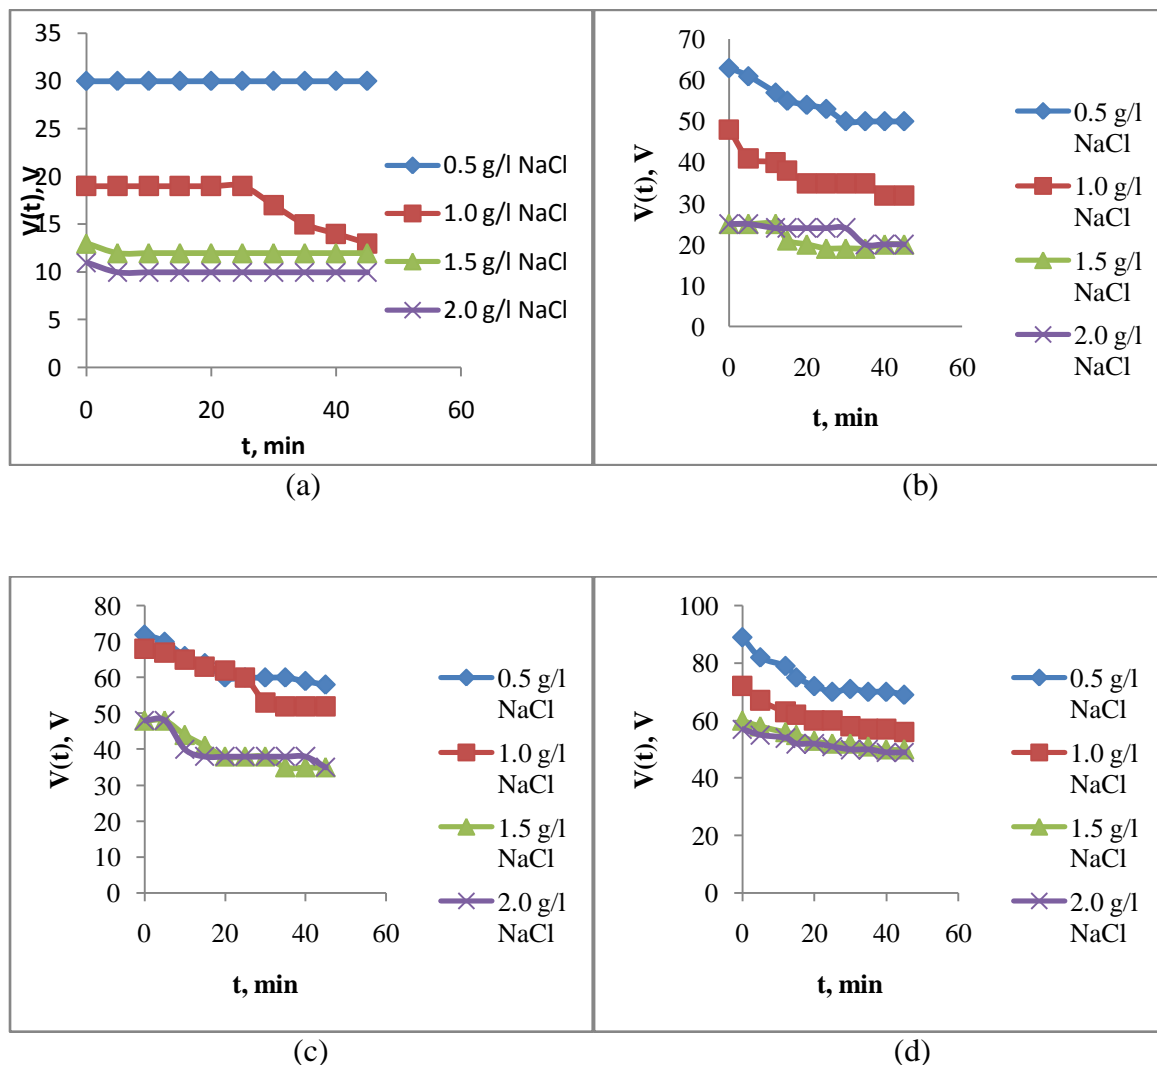 35
30
25
20
15
10
5
0
V(t), V
0 20 40 60
t, min
0.5 g/l NaCl
1.0 g/l NaCl
1.5 g/l NaCl
2.0 g/l NaCl
(a)
70
60
50
40
30
20
10
0
V(t), V
0 20 40 60
t, min
0.5 g/l
NaCl
1.0 g/l
NaCl
1.5 g/l
NaCl
2.0 g/l
NaCl
(b)
80
70
60
50
40
30
20
10
0
V(t), V
0 20 40 60
t, min
0.5 g/l
NaCl
1.0 g/l
NaCl
1.5 g/l
NaCl
2.0 g/l
NaCl
(c)
100
80
60
40
20
0
V(t), V
0 20 40 60
t, min
0.5 g/l
NaCl
1.0 g/l
NaCl
1.5 g/l
NaCl
2.0 g/l
NaCl
(d)